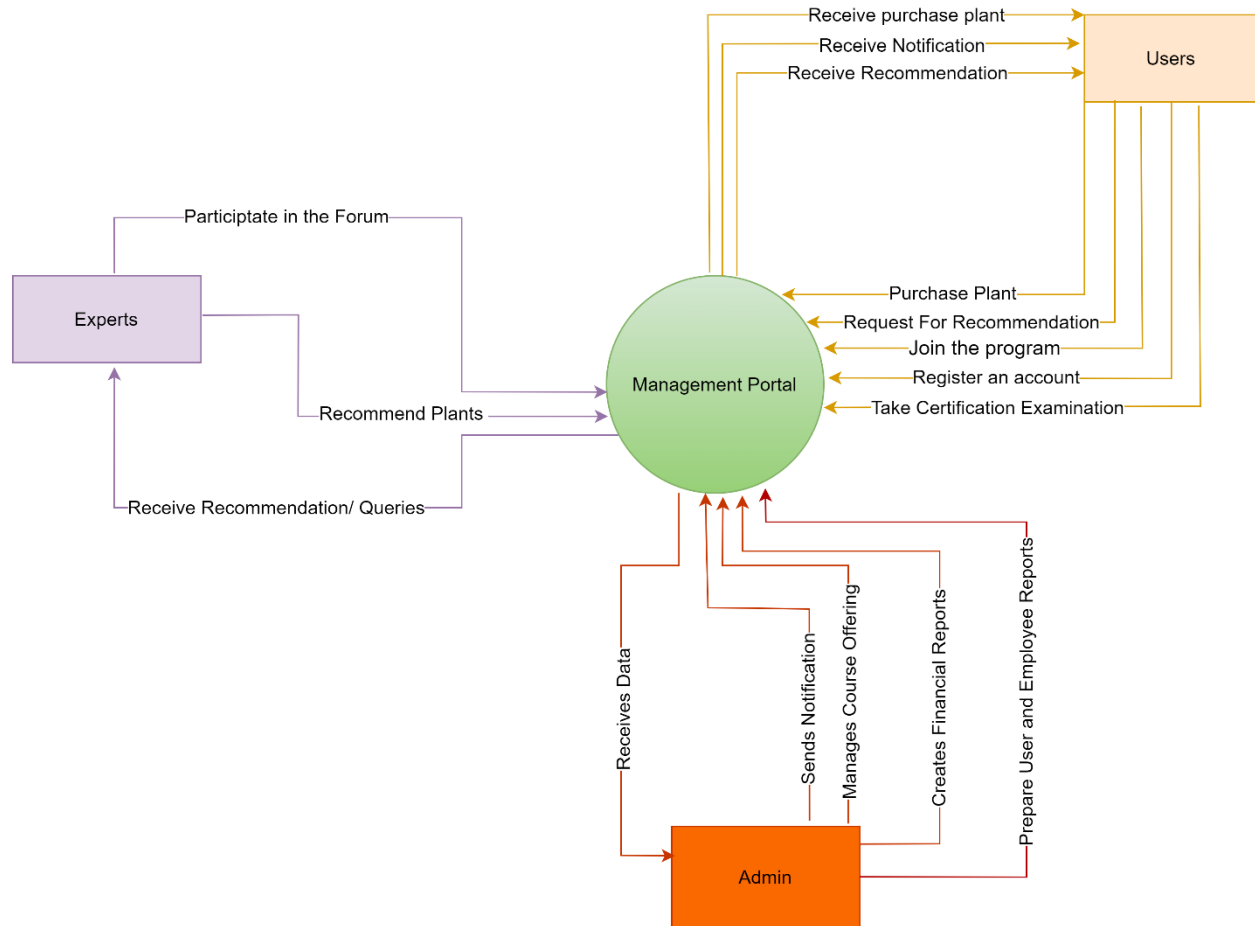 Receive purchase plant
Receive Notification
Receive Recommendation
Users
Participtate in the Forum
Experts
Recommend Plants
Receive Recommendation/ Queries
Management Portal
Purchase Plant
Request For Recommendation
Join the program
Register an account
Take Certification Examination
Receives Data
Sends Notification
Manages Course Offering
Creates Financial Reports
Prepare User and Employee Reports
Admin